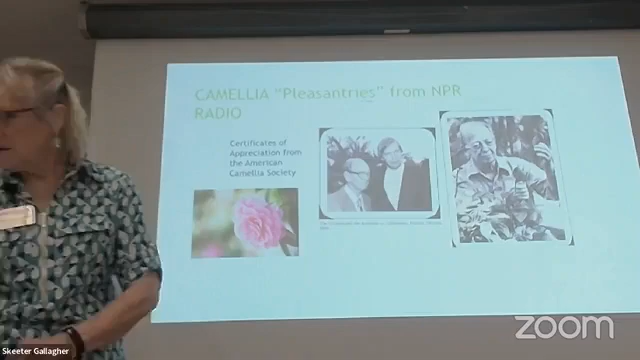 CAMELLIA “Pleasantries” from NPR
RADIO
Certificates of
Appreciation from
the American
Camellia Society
zoom
Skeeter Gallagher